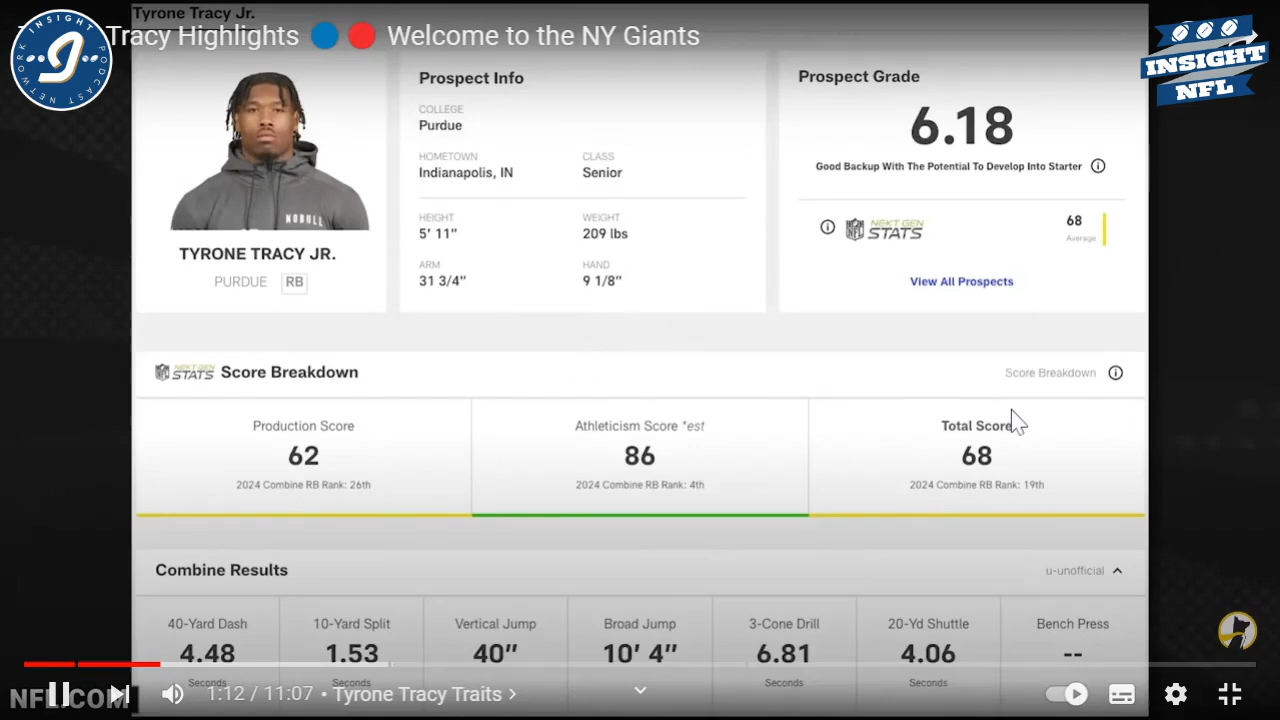 Tyrone Tracy Jr.
Tracy Highlights 🔵 🔴 Welcome to the NY Giants
INSIGHT PODCAST NETWORK
INSIGHT
NFL
NOBULL
TYRONE TRACY JR.
PURDUE RB
Prospect Info
COLLEGE
Purdue
HOMETOWN CLASS
Indianapolis, IN Senior
HEIGHT WEIGHT
5' 11" 209 lbs
ARM HAND
31 3/4" 9 1/8"
Prospect Grade
6.18
Good Backup With The Potential To Develop Into Starter
NFL NEXT GEN STATS 68
Average
View All Prospects
NEXT GEN STATS Score Breakdown Score Breakdown
Production Score Athleticism Score *est Total Score
62 86 68
2024 Combine RB Rank: 26th 2024 Combine RB Rank: 4th 2024 Combine RB Rank: 19th
Combine Results u-unofficial
40-Yard Dash 10-Yard Split Vertical Jump Broad Jump 3-Cone Drill 20-Yd Shuttle Bench Press
4.48 1.53 40" 10' 4" 6.81 4.06 --
Seconds Seconds Seconds Seconds
NFL.COM 1:12 / 11:07 • Tyrone Tracy Traits